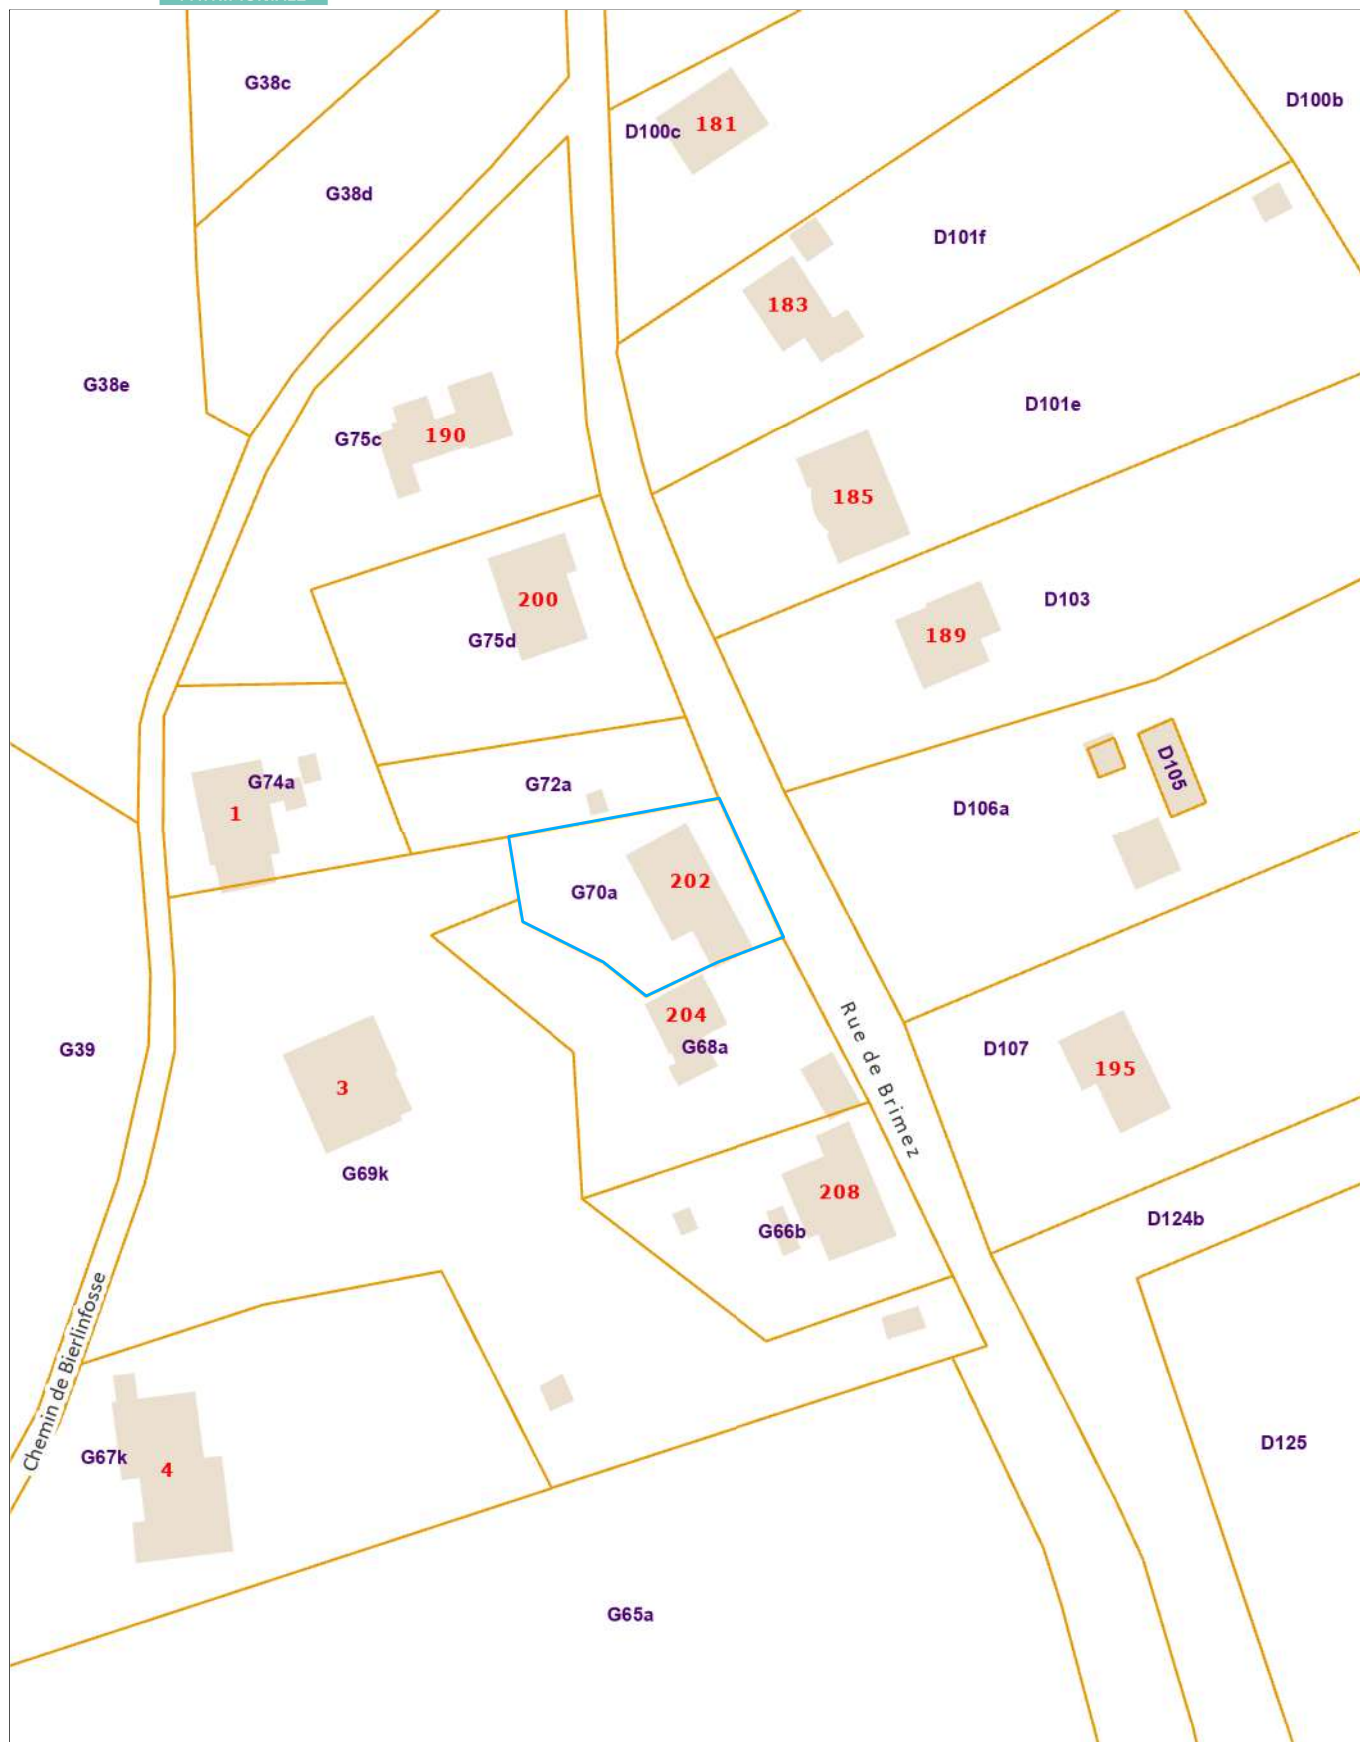 G38c
D100b
D100c
181
G38d
D101f
183
G38e
D101e
G75c
190
185
200
D103
189
G75d
G74a
G72a
D105
1
D106a
202
G70a
204
Rue de Brimez
G68a
G39
D107
195
3
G69k
208
D124b
G66b
Chemin de Bierlinfosse
G67k
4
D125
G65a